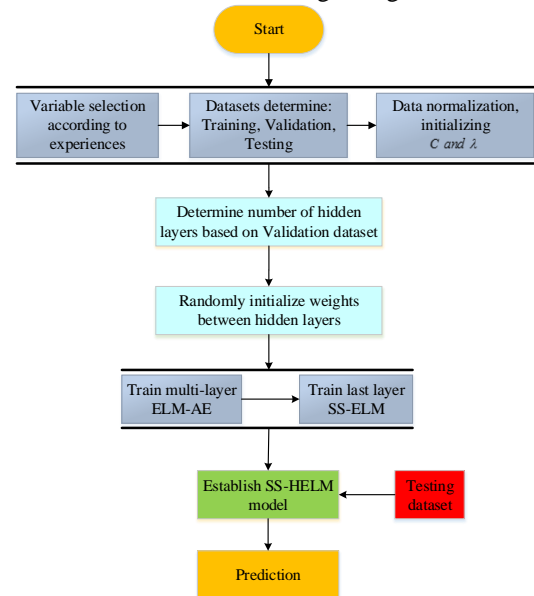 Start
Variable selection
according to
experiences
Datasets determine:
Training, Validation,
Testing
Data normalization,
initializing
C and λ
Determine number of hidden
layers based on Validation dataset
Randomly initialize weights
between hidden layers
Train multi-layer
ELM-AE
Train last layer
SS-ELM
Establish SS-HELM
model
Testing
dataset
Prediction